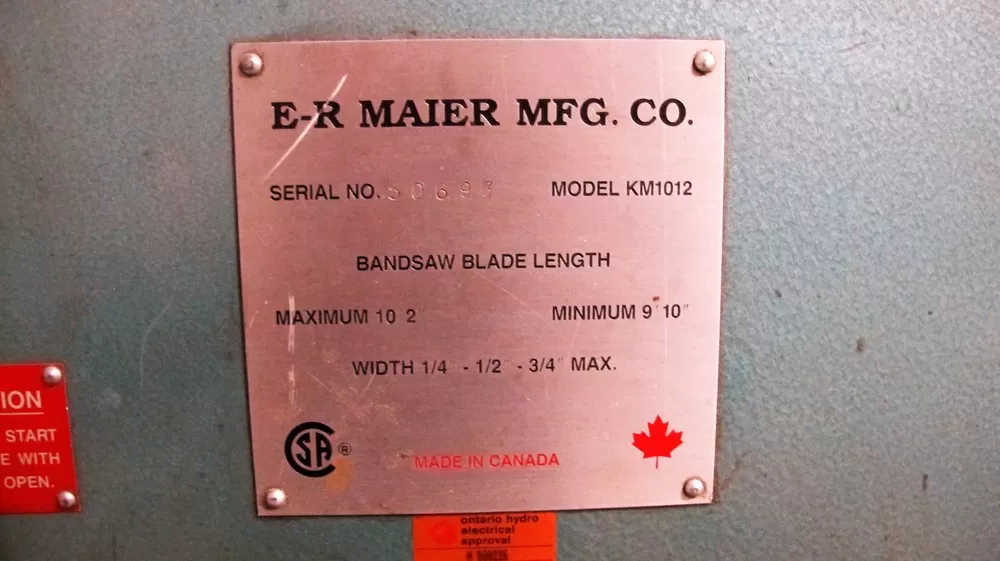 E-R MAIER MFG. CO.
SERIAL NO. 50693 MODEL KM1012
BANDSAW BLADE LENGTH
MAXIMUM 10 2
MINIMUM 9' 10"
WIDTH 1/4" - 1/2" - 3/4" MAX.
CSA ®
MADE IN CANADA
ION
START
E WITH
OPEN.
ontario hydro
electrical
approval